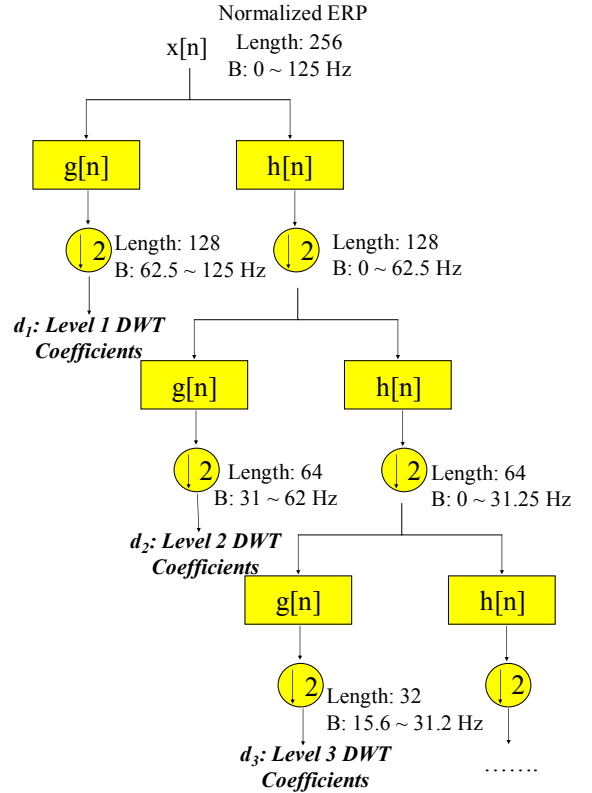 Normalized ERP
x[n]
Length: 256
B: 0 ~ 125 Hz
g[n]
h[n]
↓2
Length: 128
B: 62.5 ~ 125 Hz
↓2
Length: 128
B: 0 ~ 62.5 Hz
d1: Level 1 DWT
Coefficients
g[n]
h[n]
↓2
Length: 64
B: 31 ~ 62 Hz
↓2
Length: 64
B: 0 ~ 31.25 Hz
d2: Level 2 DWT
Coefficients
g[n]
h[n]
↓2
Length: 32
B: 15.6 ~ 31.2 Hz
↓2
d3: Level 3 DWT
Coefficients
.......